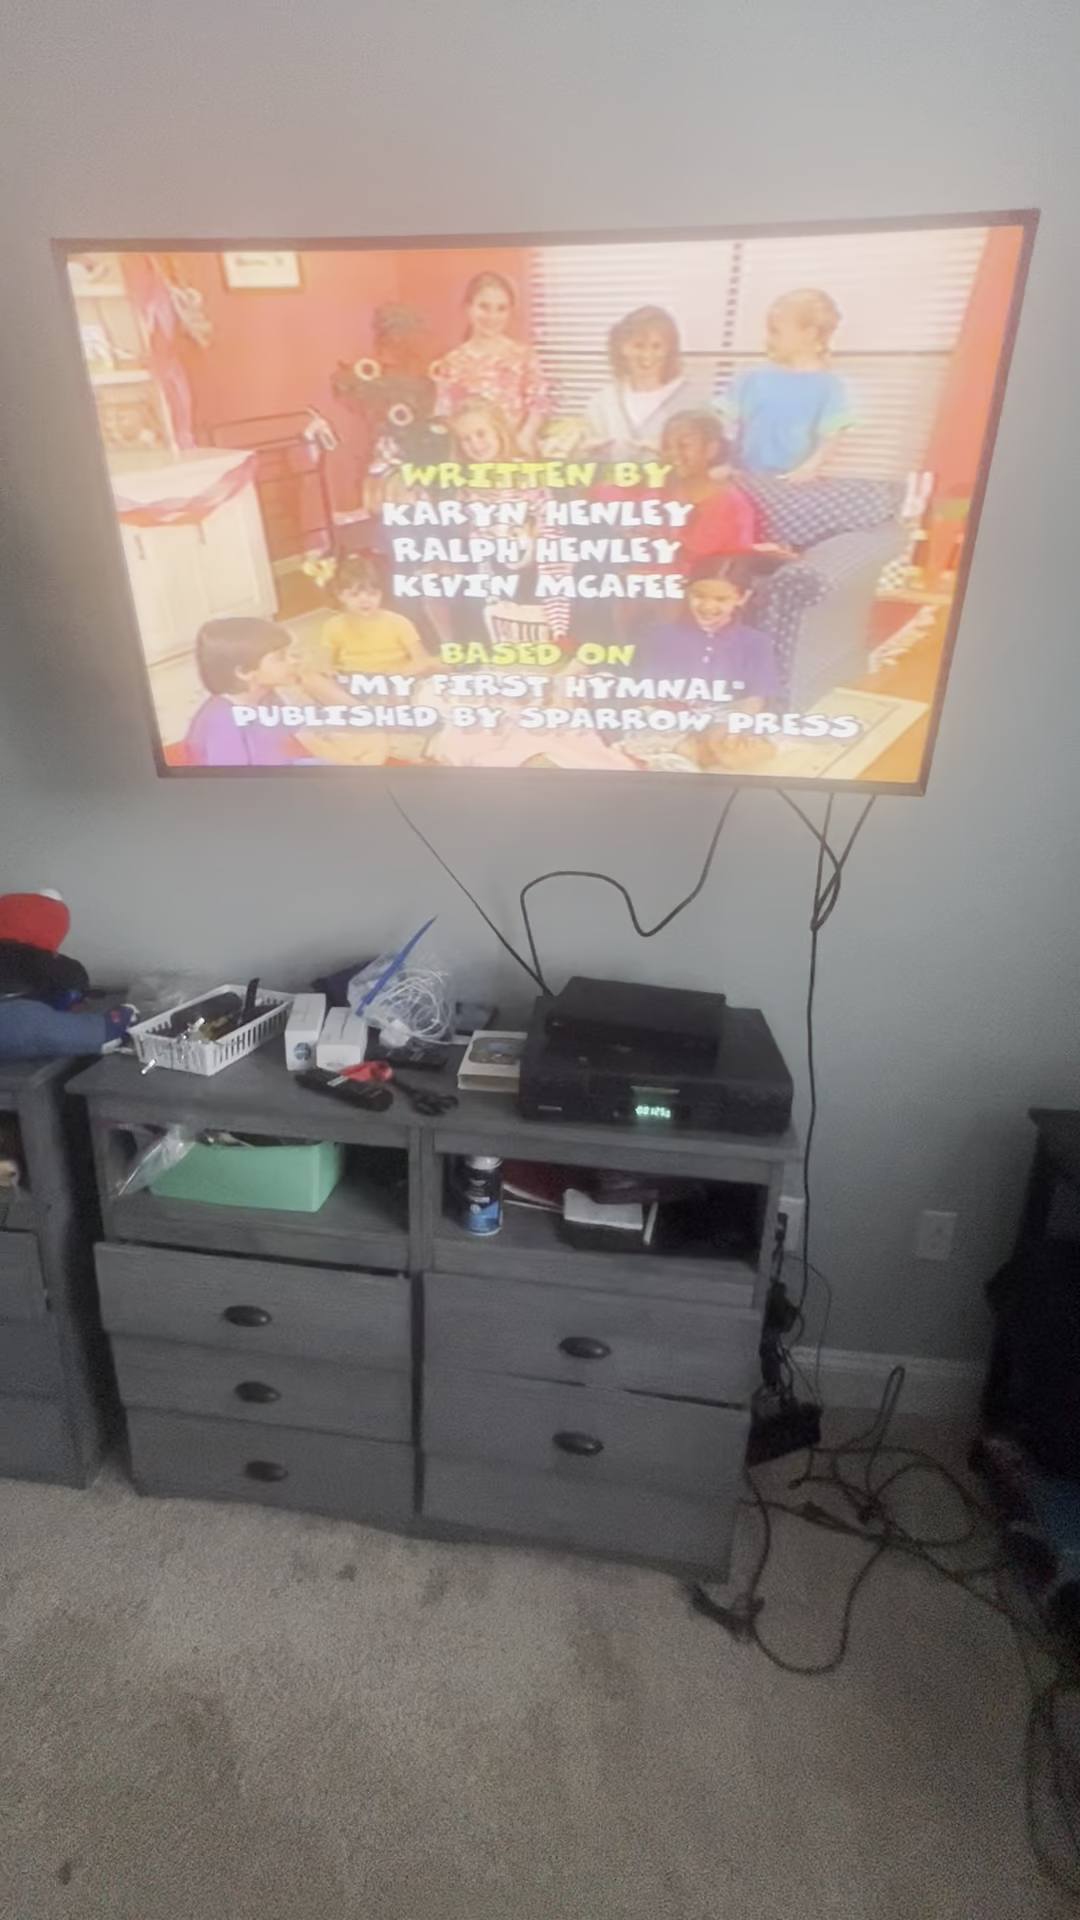 WRITTEN BY
KARYN HENLEY
RALPH HENLEY
KEVIN MCAFEE
BASED ON
"MY FIRST HYMNAL"
PUBLISHED BY SPARROW PRESS